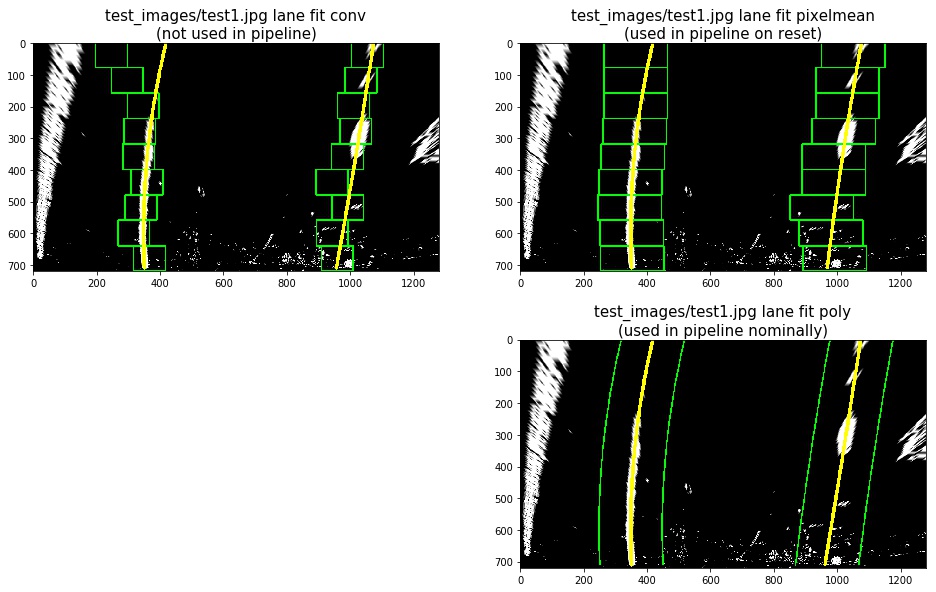 test_images/test1.jpg lane fit conv
(not used in pipeline)
0
100
200
300
400
500
600
700
0 200 400 600 800 1000 1200
test_images/test1.jpg lane fit pixelmean
(used in pipeline on reset)
0
100
200
300
400
500
600
700
0 200 400 600 800 1000 1200
test_images/test1.jpg lane fit poly
(used in pipeline nominally)
0
100
200
300
400
500
600
700
0 200 400 600 800 1000 1200